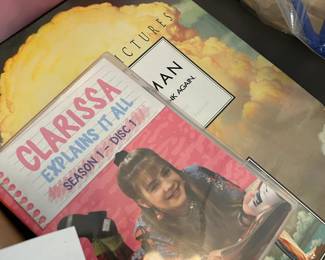 CLARISSA
EXPLAINS IT ALL
SEASON 1 - DISC 1
CTURES
MAN
NK AGAIN.